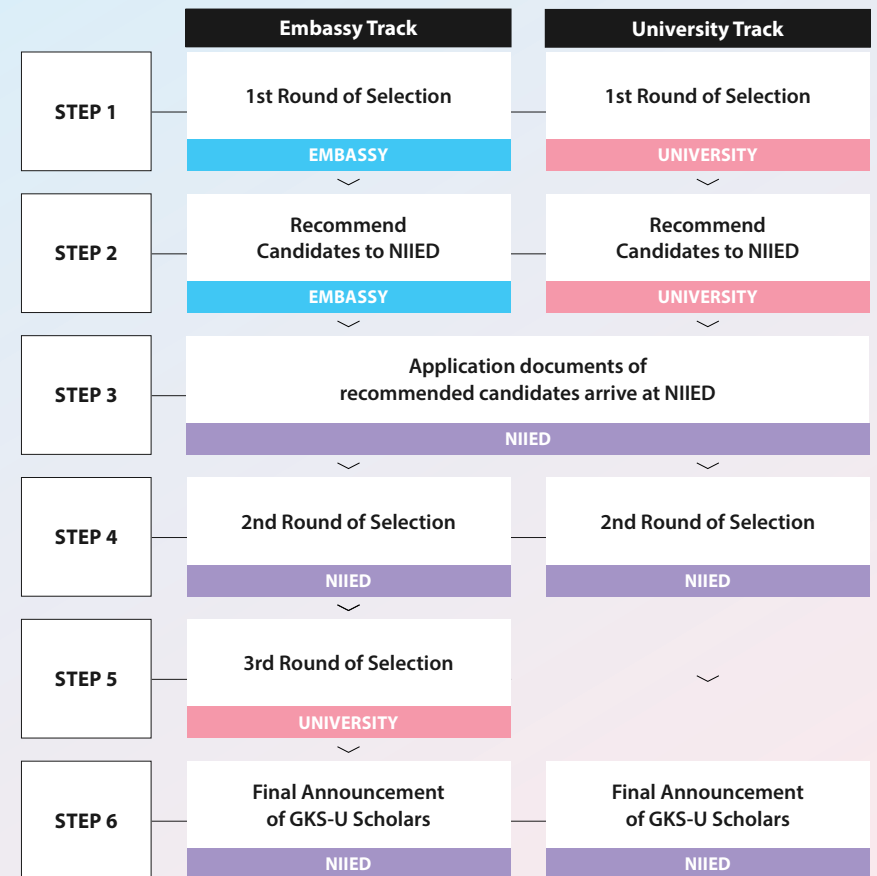 Embassy Track
University Track
STEP 1
1st Round of Selection
EMBASSY
1st Round of Selection
UNIVERSITY
STEP 2
Recommend
Candidates to NIIED
EMBASSY
Recommend
Candidates to NIIED
UNIVERSITY
STEP 3
Application documents of
recommended candidates arrive at NIIED
NIIED
STEP 4
2nd Round of Selection
NIIED
2nd Round of Selection
NIIED
STEP 5
3rd Round of Selection
UNIVERSITY
STEP 6
Final Announcement
of GKS-U Scholars
NIIED
Final Announcement
of GKS-U Scholars
NIIED